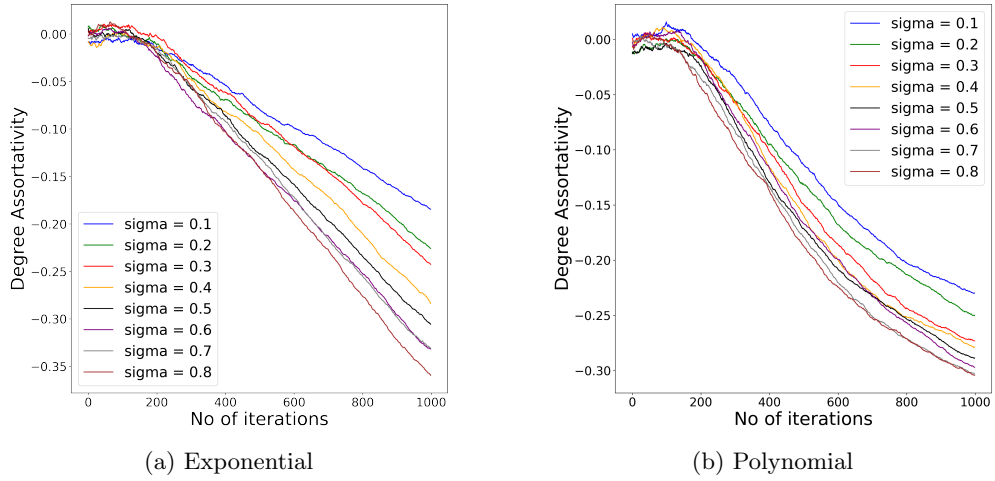 0.00
−0.05
−0.10
−0.15
−0.20
−0.25
−0.30
−0.35
Degree Assortativity
sigma = 0.1
sigma = 0.2
sigma = 0.3
sigma = 0.4
sigma = 0.5
sigma = 0.6
sigma = 0.7
sigma = 0.8
0 200 400 600 800 1000
No of iterations
(a) Exponential
0.00
−0.05
−0.10
−0.15
−0.20
−0.25
−0.30
Degree Assortativity
sigma = 0.1
sigma = 0.2
sigma = 0.3
sigma = 0.4
sigma = 0.5
sigma = 0.6
sigma = 0.7
sigma = 0.8
0 200 400 600 800 1000
No of iterations
(b) Polynomial